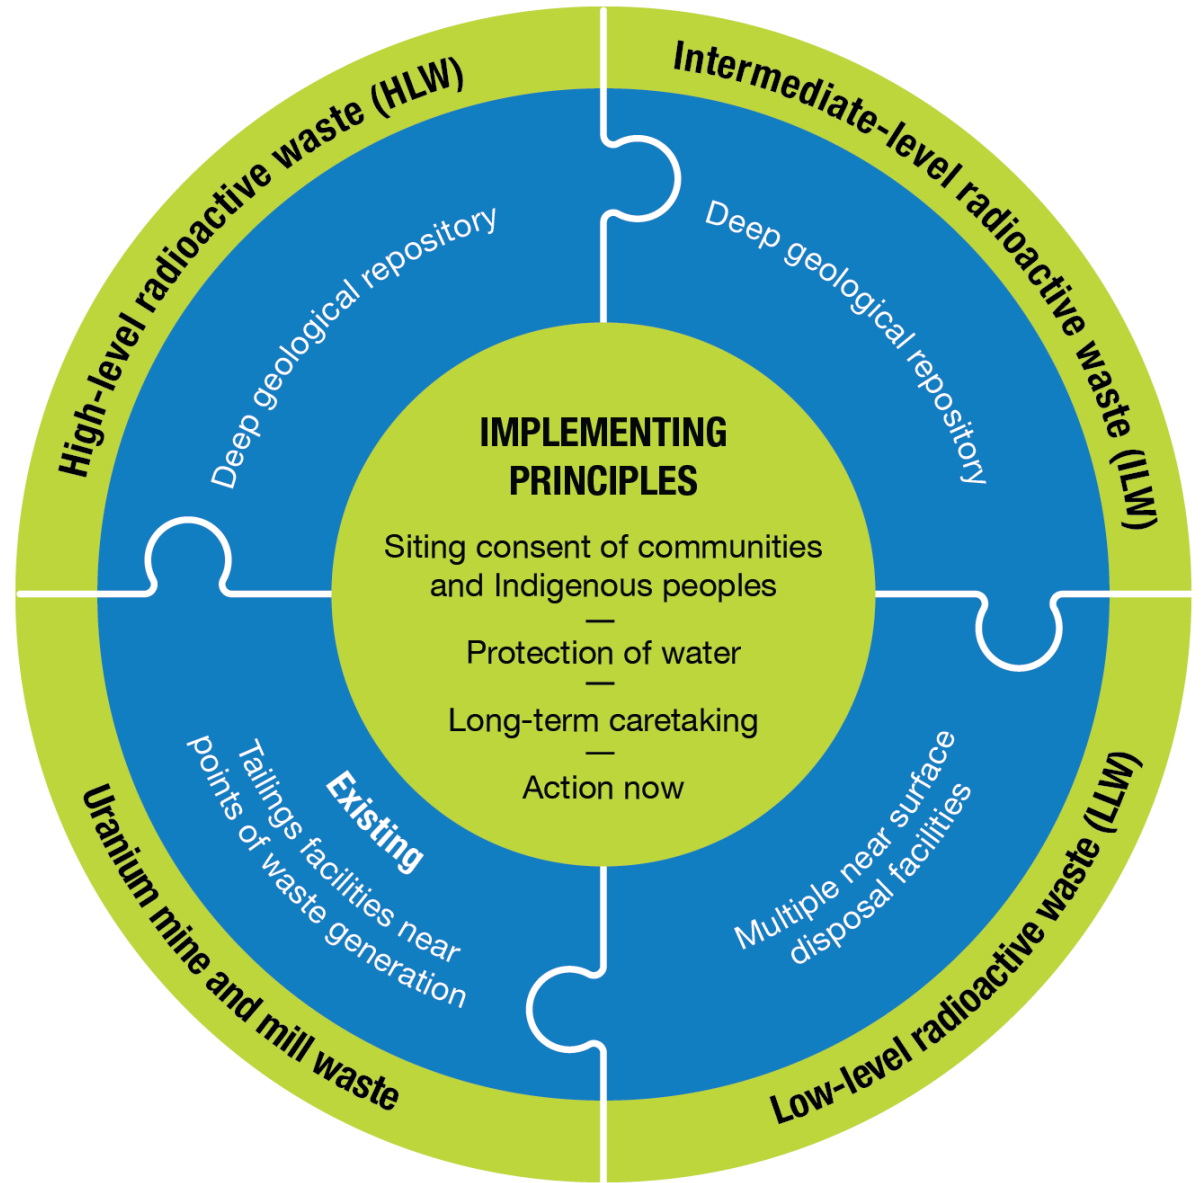 High-level radioactive waste (HLW)
Deep geological repository
Intermediate-level radioactive waste (ILW)
Deep geological repository
IMPLEMENTING
PRINCIPLES
Siting consent of communities
and Indigenous peoples
—
Protection of water
—
Long-term caretaking
—
Action now
Existing
Tailings facilities near
points of waste generation
Uranium mine and mill waste
Multiple near surface
disposal facilities
Low-level radioactive waste (LLW)